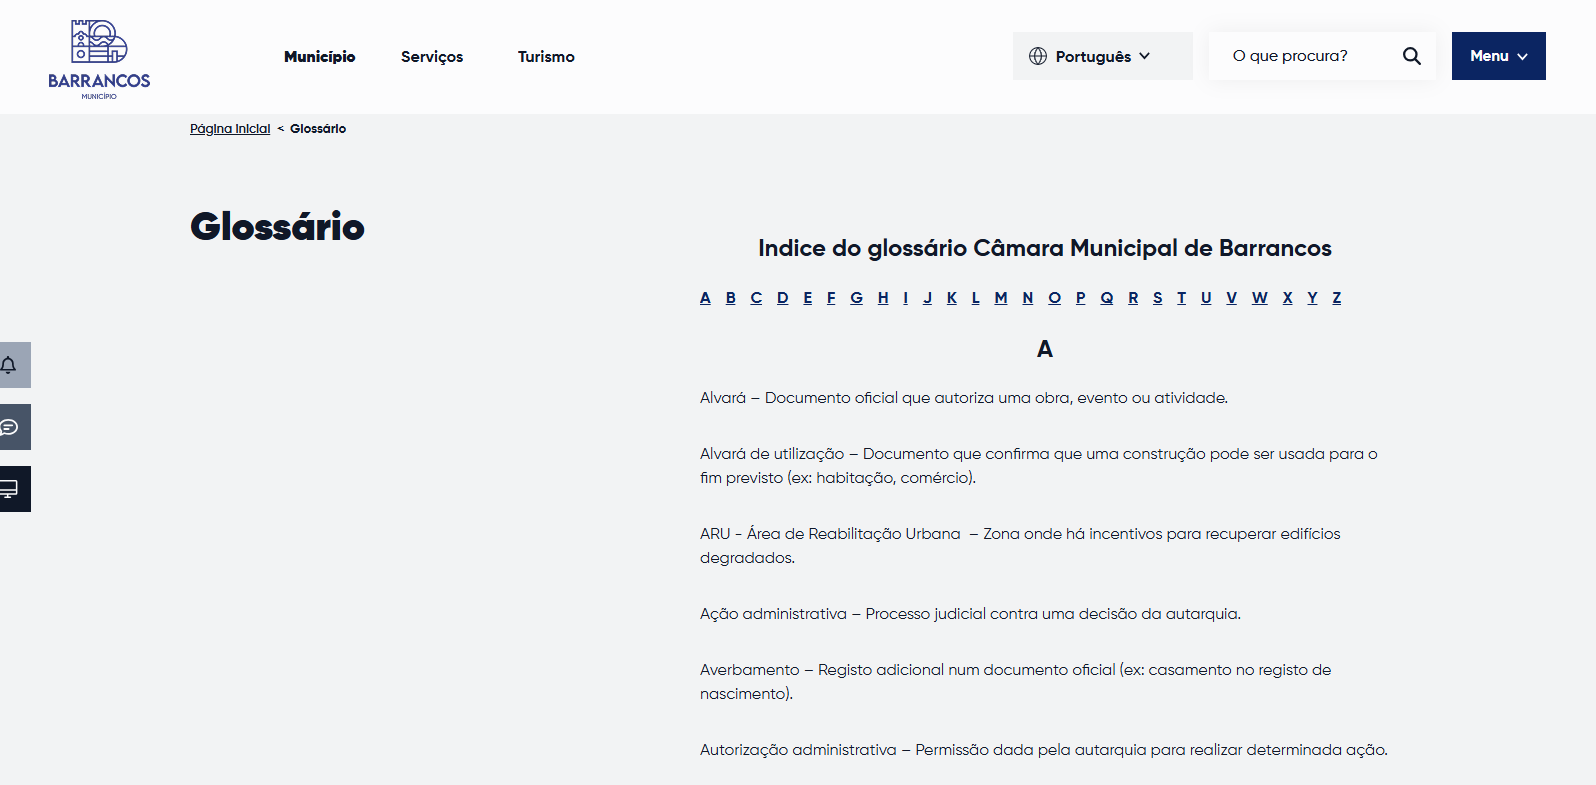 BARRANCOS
MUNICÍPIO
Município
Serviços
Turismo
Português
O que procura?
Menu
Página inicial < Glossário
Glossário
Indice do glossário Câmara Municipal de Barrancos
A B C D E F G H I J K L M N O P Q R S T U V W X Y Z
A
Alvará – Documento oficial que autoriza uma obra, evento ou atividade.
Alvará de utilização – Documento que confirma que uma construção pode ser usada para o
fim previsto (ex: habitação, comércio).
ARU - Área de Reabilitação Urbana – Zona onde há incentivos para recuperar edifícios
degradados.
Ação administrativa – Processo judicial contra uma decisão da autarquia.
Averbamento – Registo adicional num documento oficial (ex: casamento no registo de
nascimento).
Autorização administrativa – Permissão dada pela autarquia para realizar determinada ação.